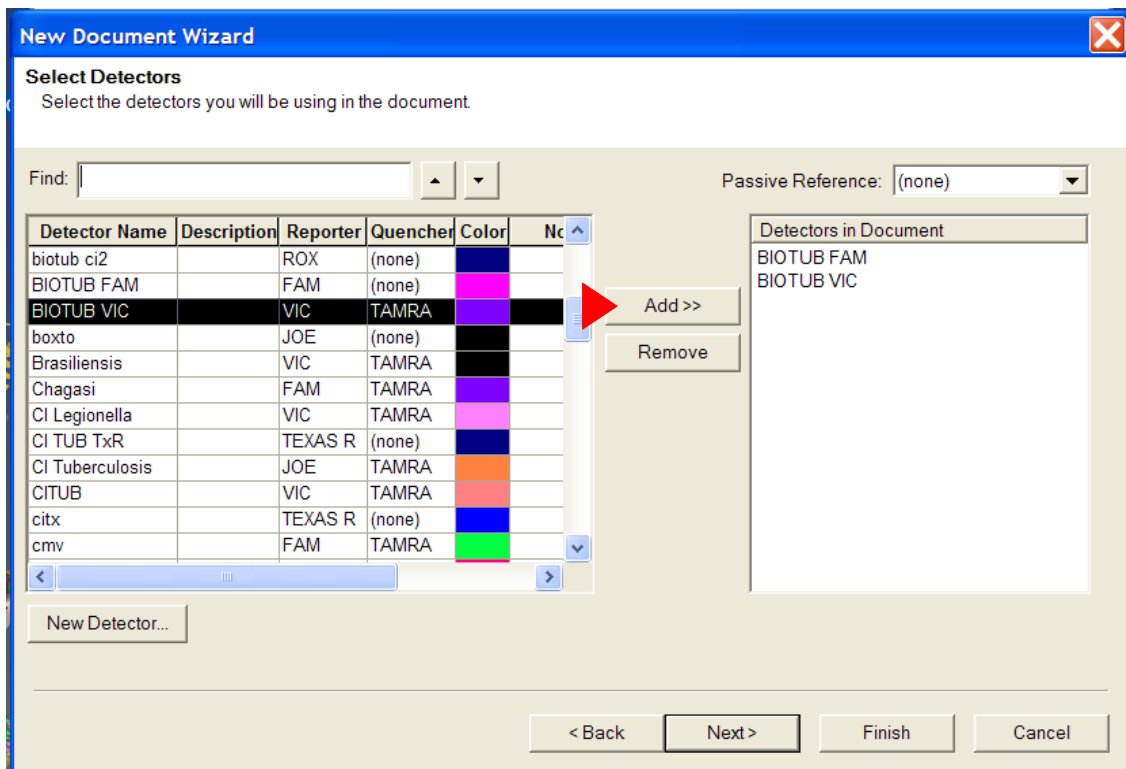 New Document Wizard
Select Detectors
Select the detectors you will be using in the document.
Find:
Passive Reference: (none)
Detector Name Description Reporter Quencher Color No
biotub ci2 ROX (none)
BIOTUB FAM FAM (none)
BIOTUB VIC VIC TAMRA
boxto JOE (none)
Brasiliensis VIC TAMRA
Chagasi FAM TAMRA
CI Legionella VIC TAMRA
CI TUB TxR TEXAS R (none)
CI Tuberculosis JOE TAMRA
CITUB VIC TAMRA
citx TEXAS R (none)
cmv FAM TAMRA
Add >>
Remove
Detectors in Document
BIOTUB FAM
BIOTUB VIC
New Detector...
< Back Next > Finish Cancel